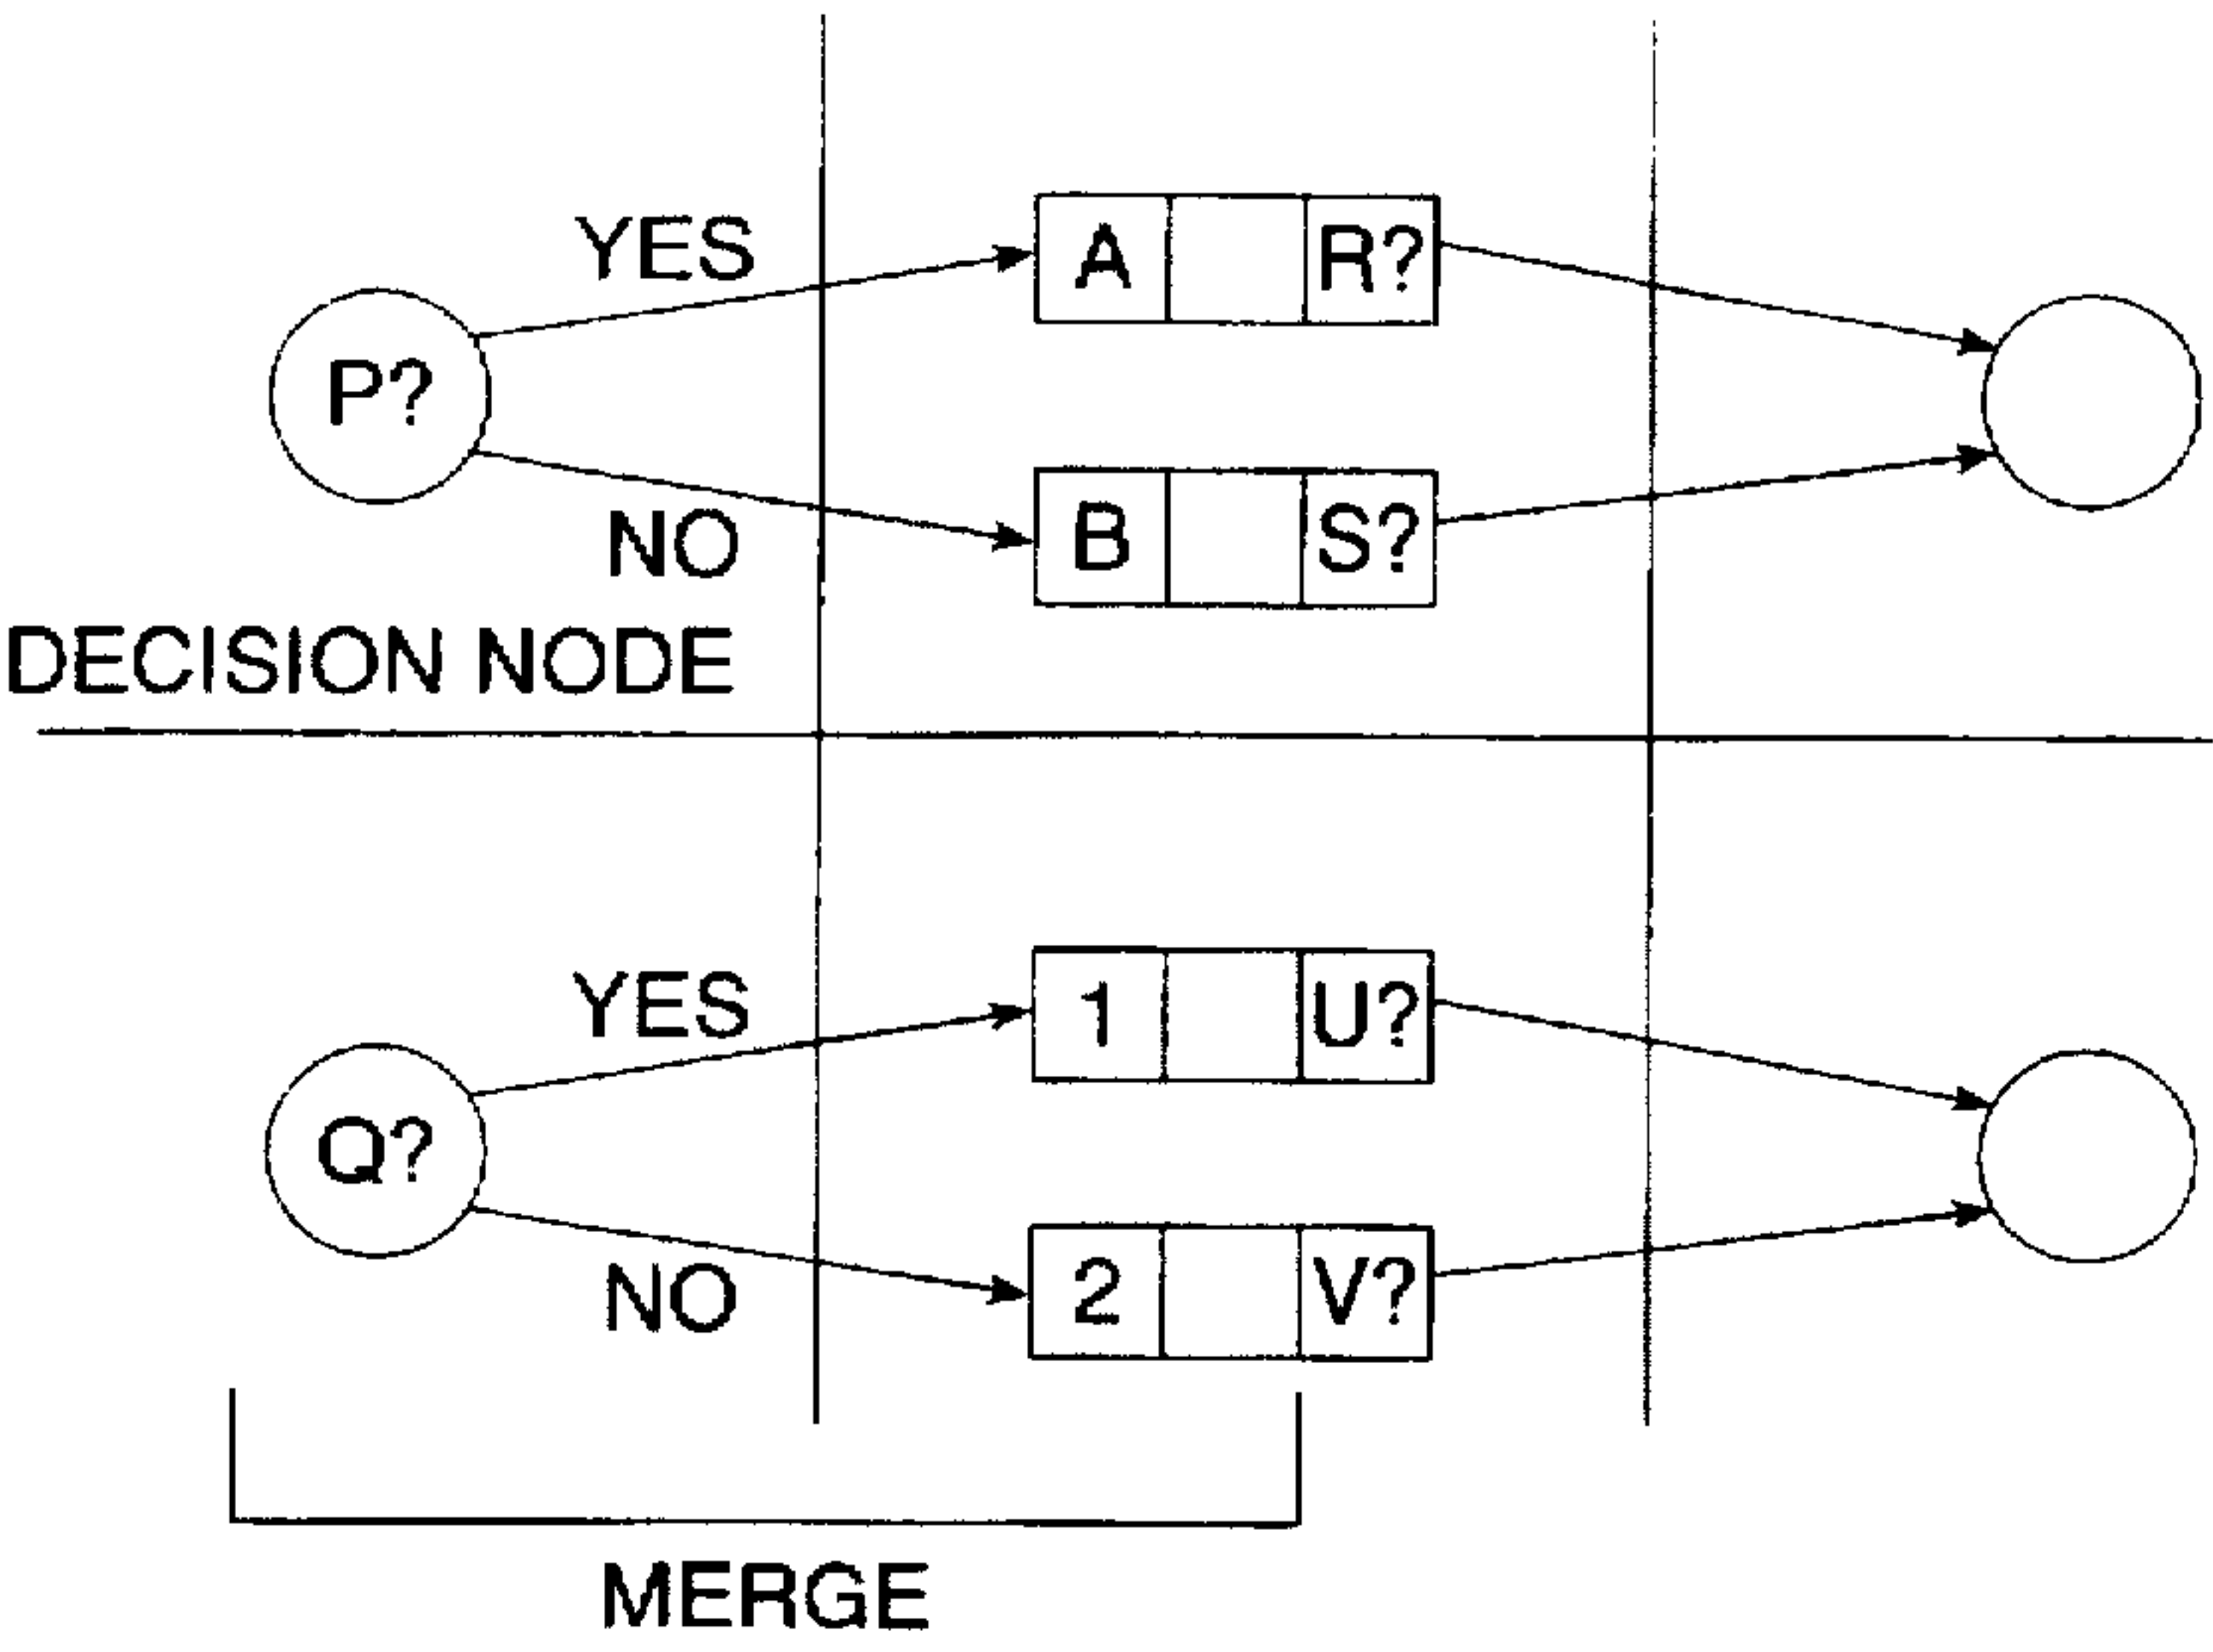 YES
A R?
P?
B S?
NO
DECISION NODE
YES
1 U?
Q?
2 V?
NO
MERGE